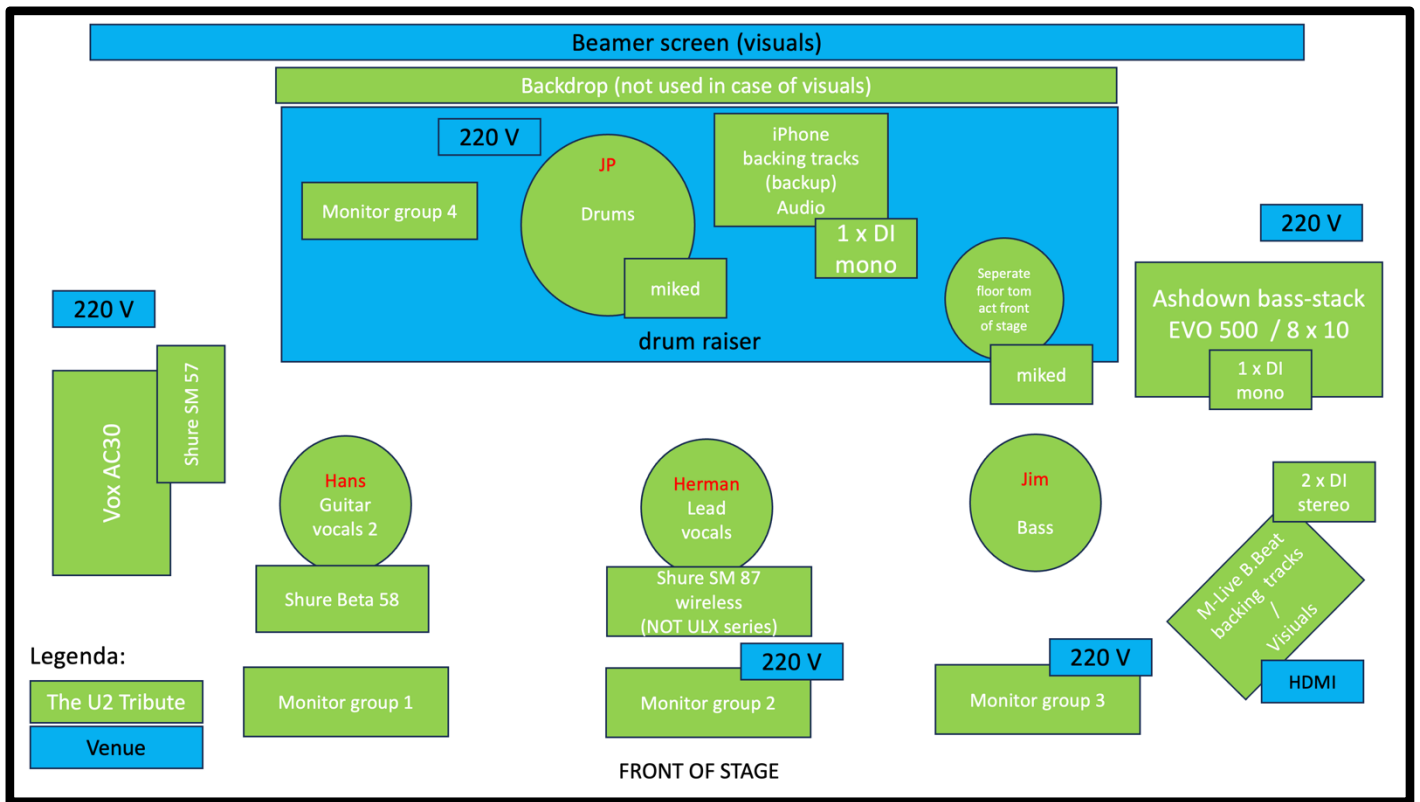 Beamer screen (visuals)
Backdrop (not used in case of visuals)
220 V
JP
Drums
miked
iPhone
backing tracks
(backup)
Audio
1 x DI
mono
Monitor group 4
Seperate
floor tom
act front
of stage
miked
drum raiser
220 V
Ashdown bass-stack
EVO 500 / 8 x 10
1 x DI
mono
220 V
Shure SM 57
Vox AC30
Hans
Guitar
vocals 2
Shure Beta 58
Herman
Lead
vocals
Shure SM 87
wireless
(NOT ULX series)
Jim
Bass
2 x DI
stereo
M-Live B.Beat
backing tracks
/
Visiuals
HDMI
220 V
220 V
Monitor group 1
Monitor group 2
Monitor group 3
Legenda:
The U2 Tribute
Venue
FRONT OF STAGE